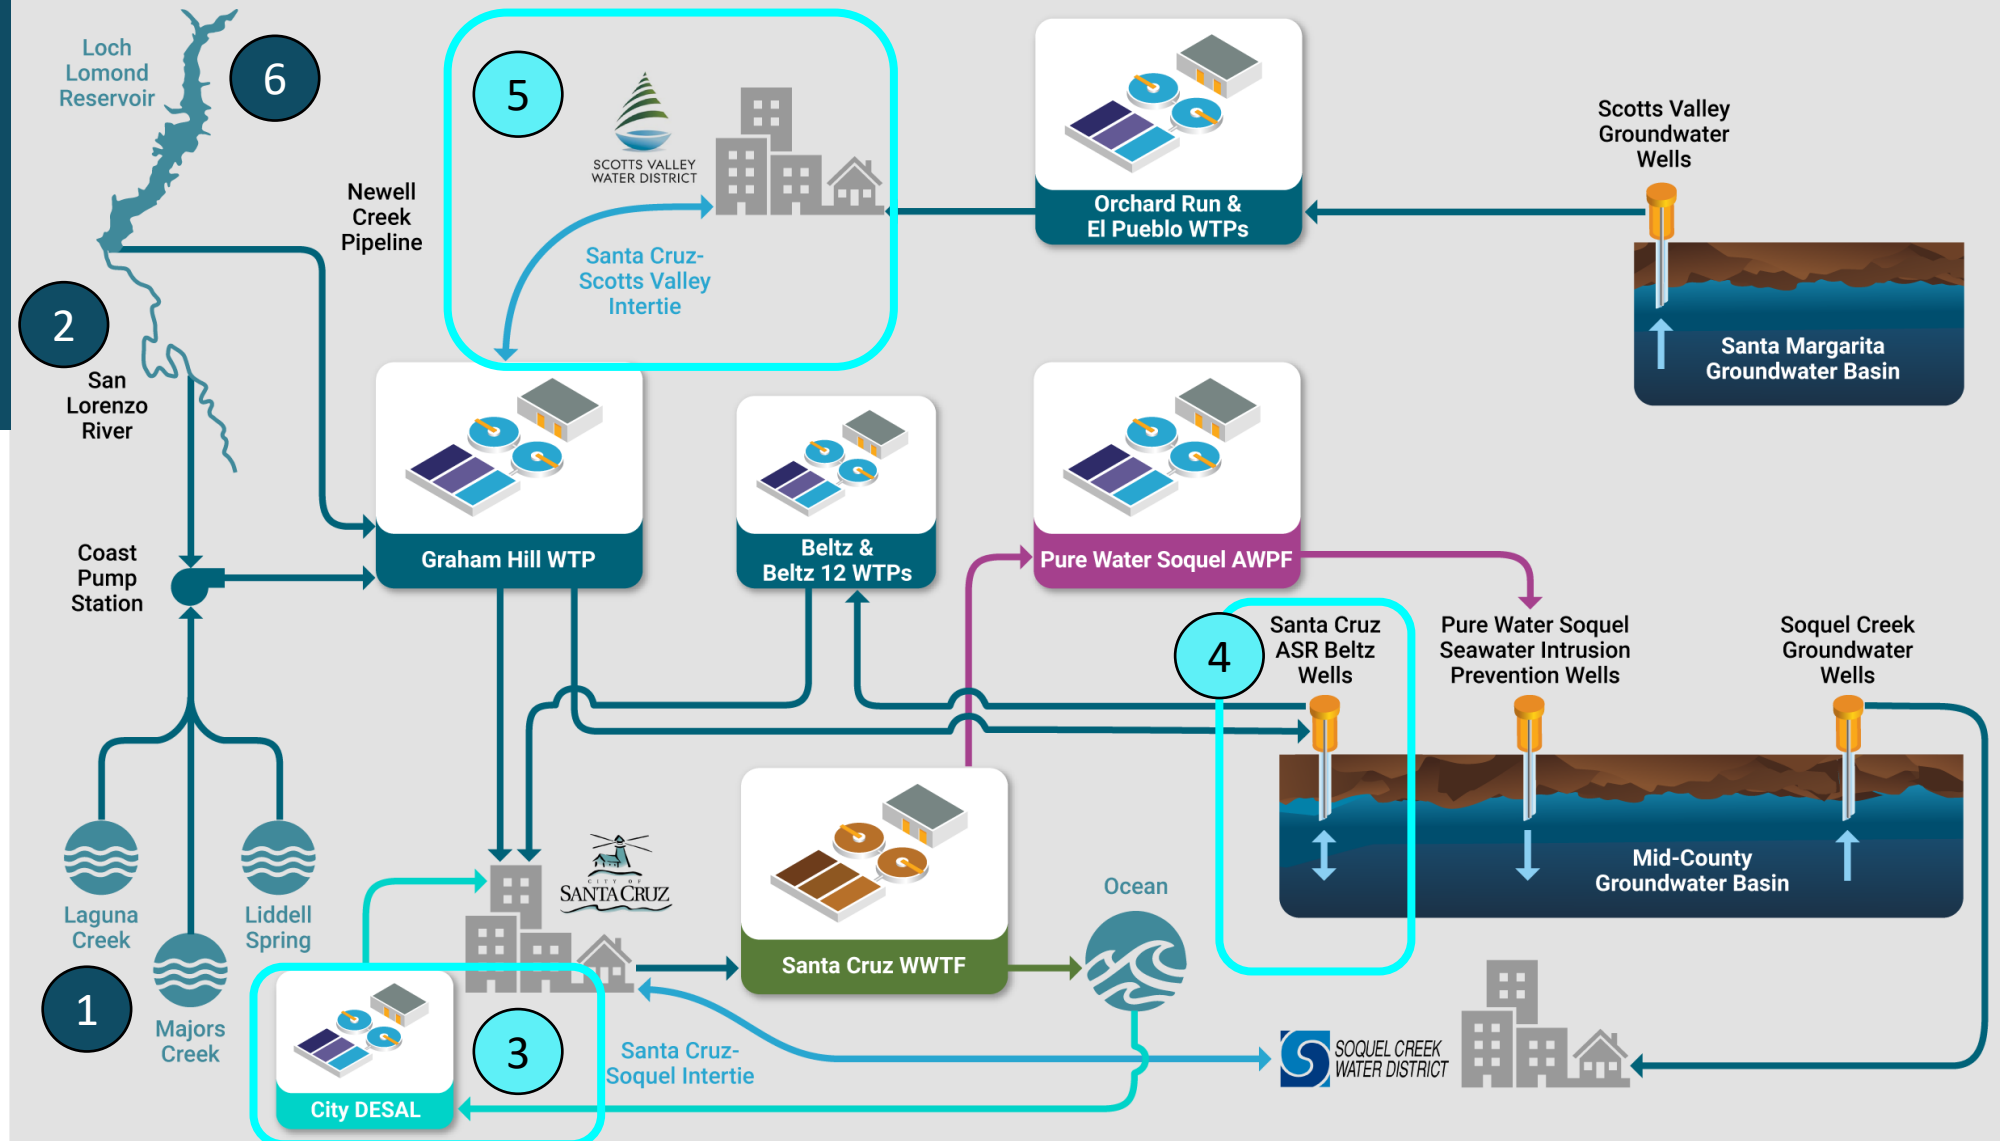 Loch
Lomond
Reservoir
6
5
SCOTTS VALLEY
WATER DISTRICT
Newell
Creek
Pipeline
Santa Cruz-
Scotts Valley
Intertie
Orchard Run &
El Pueblo WTPs
Scotts Valley
Groundwater
Wells
Santa Margarita
Groundwater Basin
2
San
Lorenzo
River
Coast
Pump
Station
Graham Hill WTP
Beltz &
Beltz 12 WTPs
Pure Water Soquel AWPF
4
Santa Cruz
ASR Beltz
Wells
Pure Water Soquel
Seawater Intrusion
Prevention Wells
Soquel Creek
Groundwater
Wells
Mid-County
Groundwater Basin
Laguna
Creek
Liddell
Spring
1
Majors
Creek
CITY OF
SANTA CRUZ
Santa Cruz WWTF
Ocean
3
City DESAL
Santa Cruz-
Soquel Intertie
SOQUEL CREEK
WATER DISTRICT